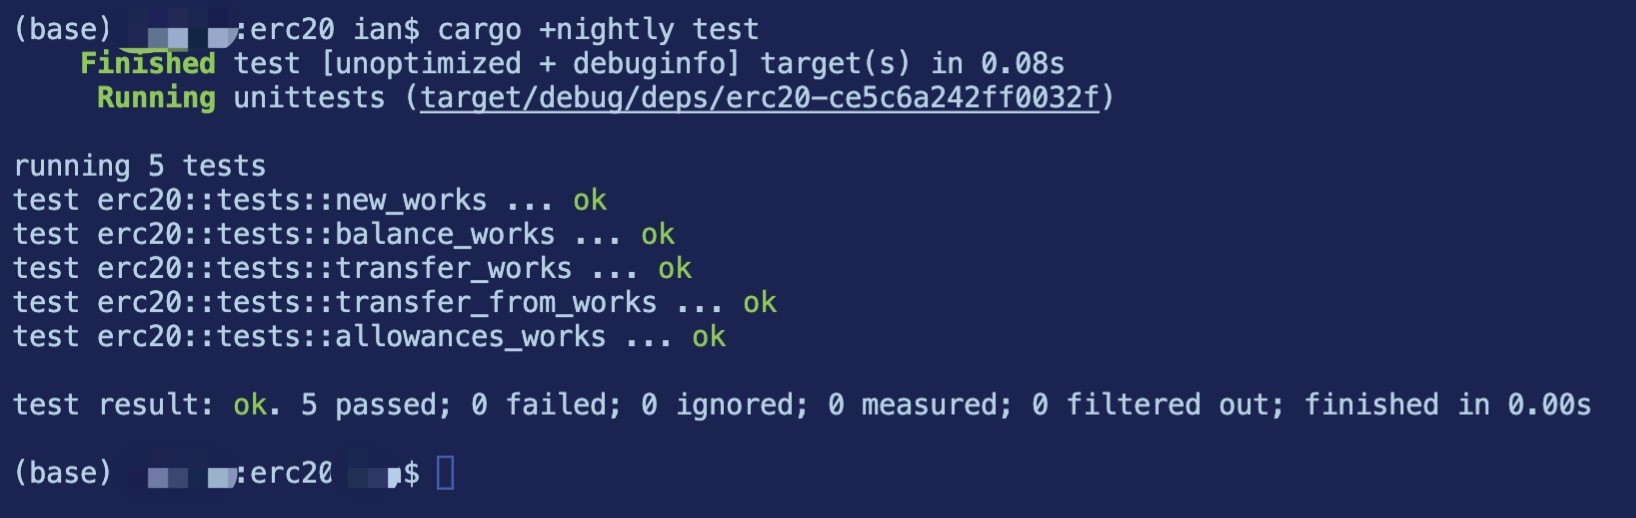 (base) :erc20 ian$ cargo +nightly test
Finished test [unoptimized + debuginfo] target(s) in 0.08s
Running unittests (target/debug/deps/erc20-ce5c6a242ff0032f)
running 5 tests
test erc20::tests::new_works ... ok
test erc20::tests::balance_works ... ok
test erc20::tests::transfer_works ... ok
test erc20::tests::transfer_from_works ... ok
test erc20::tests::allowances_works ... ok
test result: ok. 5 passed; 0 failed; 0 ignored; 0 measured; 0 filtered out; finished in 0.00s
(base) :erc20 $